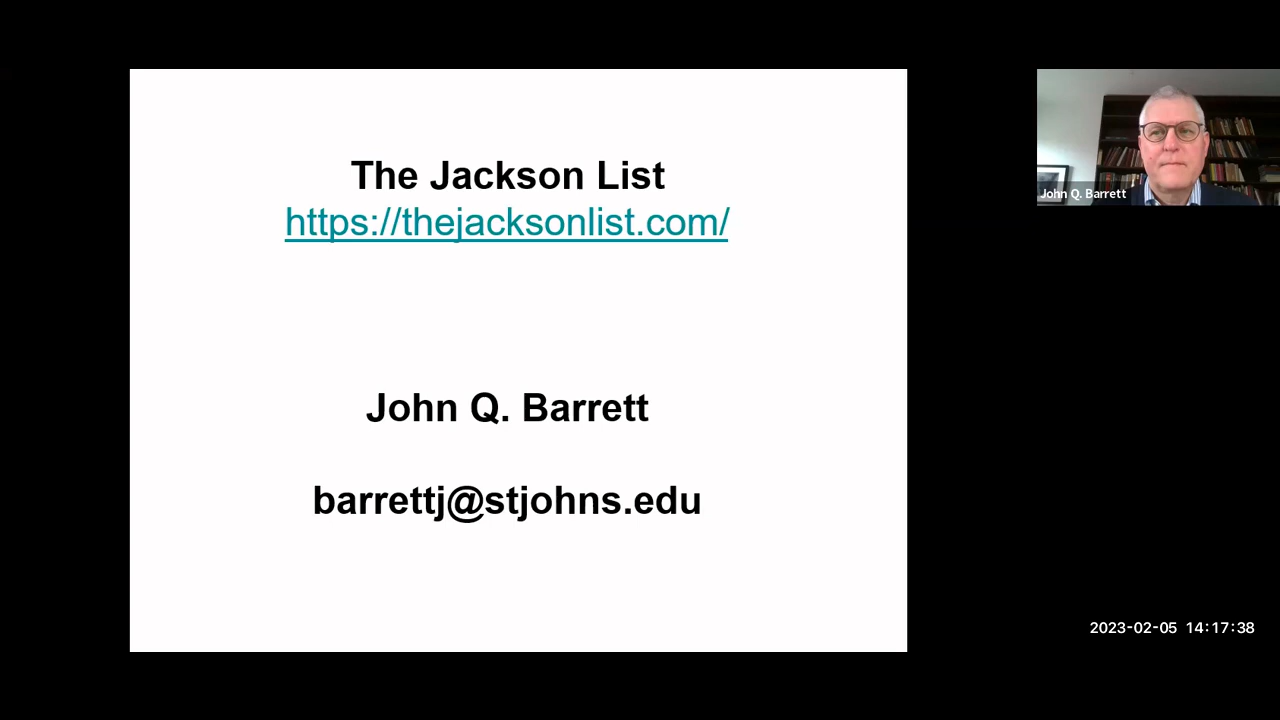 The Jackson List
https://thejacksonlist.com/
John Q. Barrett
barrettj@stjohns.edu
John Q. Barrett
2023-02-05 14:17:38